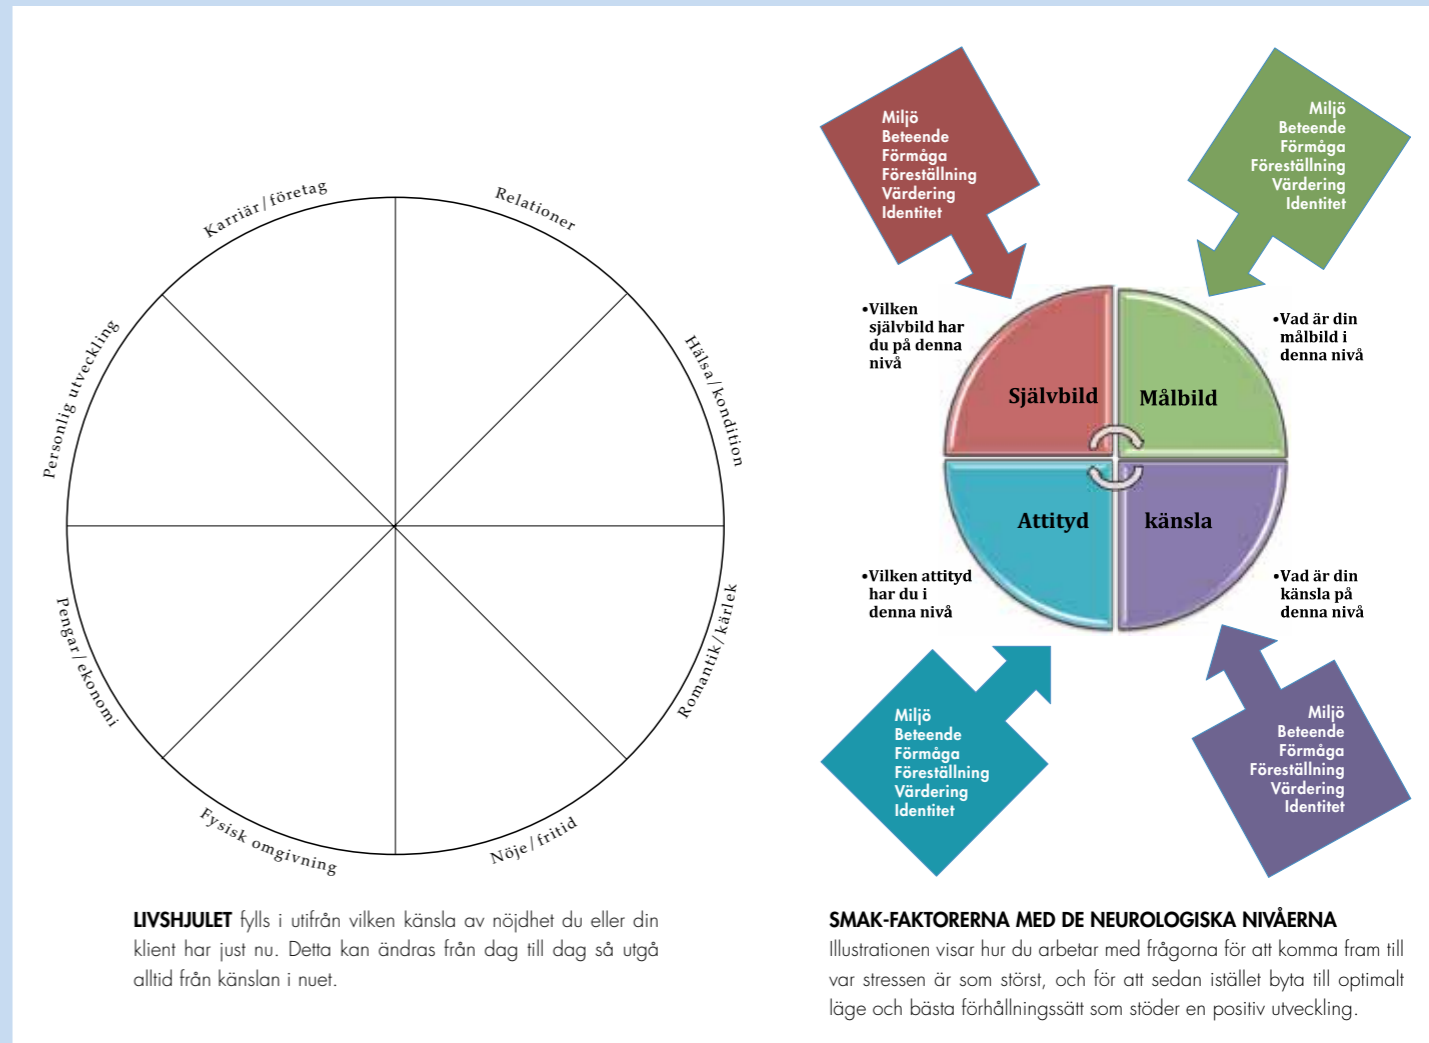 Karriär/företag
Relationer
Hälsa/kondition
Romantik/kärlek
Nöje/fritid
Fysisk omgivning
Pengar/ekonomi
Personlig utveckling
LIVSHJULET fylls i utifrån vilken känsla av nöjdhet du eller din
klient har just nu. Detta kan ändras från dag till dag så utgå
alltid från känslan i nuet.
Miljö
Beteende
Förmåga
Föreställning
Värdering
Identitet
Miljö
Beteende
Förmåga
Föreställning
Värdering
Identitet
•Vilken
självbild har
du på denna
nivå
•Vad är din
målbild i
denna nivå
Självbild
Målbild
Attityd
känsla
•Vilken attityd
har du i
denna nivå
•Vad är din
känsla på
denna nivå
Miljö
Beteende
Förmåga
Föreställning
Värdering
Identitet
Miljö
Beteende
Förmåga
Föreställning
Värdering
Identitet
SMAK-FAKTORERNA MED DE NEUROLOGISKA NIVÅERNA
Illustrationen visar hur du arbetar med frågorna för att komma fram till
var stressen är som störst, och för att sedan istället byta till optimalt
läge och bästa förhållningssätt som stöder en positiv utveckling.